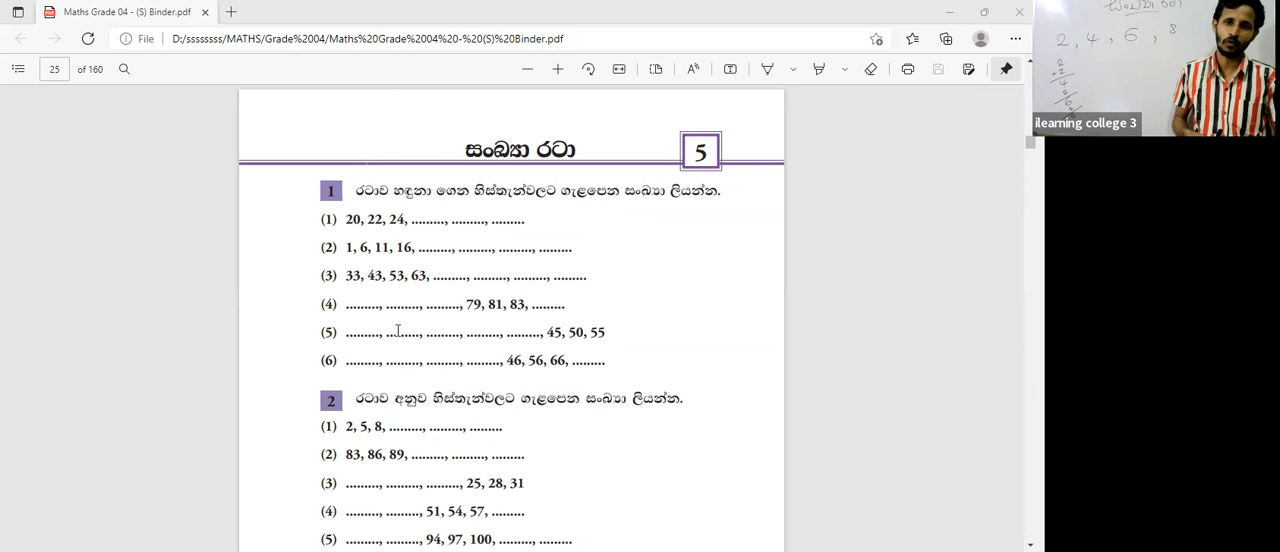 Maths Grade 04 - (S) Binder.pdf
File D:/ssssssss/MATHS/Grade%2004/Maths%20Grade%2004%20-%20(S)%20Binder.pdf
25 of 160
සංඛ්‍යා රටා 5
1 රටාව හඳුනා ගෙන හිස්තැන්වලට ගැළපෙන සංඛ්‍යා ලියන්න.
(1) 20, 22, 24, ........., ........., .........
(2) 1, 6, 11, 16, ........., ........., ........., .........
(3) 33, 43, 53, 63, ........., ........., ........., .........
(4) ........., ........., ........., 79, 81, 83, .........
(5) ........., ........., ........., ........., ........., 45, 50, 55
(6) ........., ........., ........., ........., 46, 56, 66, .........
2 රටාව අනුව හිස්තැන්වලට ගැළපෙන සංඛ්‍යා ලියන්න.
(1) 2, 5, 8, ........., ........., .........
(2) 83, 86, 89, ........., ........., .........
(3) ........., ........., ........., 25, 28, 31
(4) ........., ........., 51, 54, 57, .........
(5) ........., ........., 94, 97, 100, ........., .........
2, 4, 6, 8
ilearning college 3